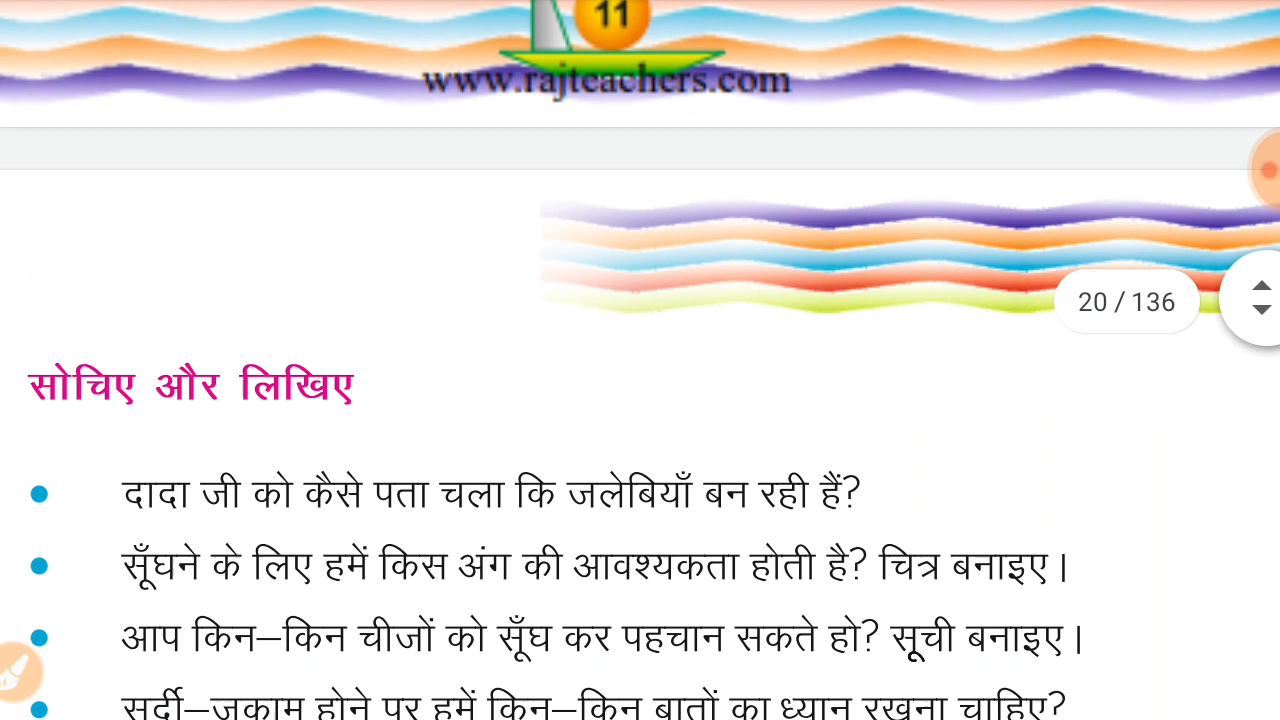 11
www.rajteachers.com
20 / 136
सोचिए और लिखिए
• दादा जी को कैसे पता चला कि जलेबियाँ बन रही हैं?
• सूँघने के लिए हमें किस अंग की आवश्यकता होती है? चित्र बनाइए।
• आप किन–किन चीजों को सूँघ कर पहचान सकते हो? सूची बनाइए।
• सर्दी–जुकाम होने पर हमें किन–किन बातों का ध्यान रखना चाहिए?